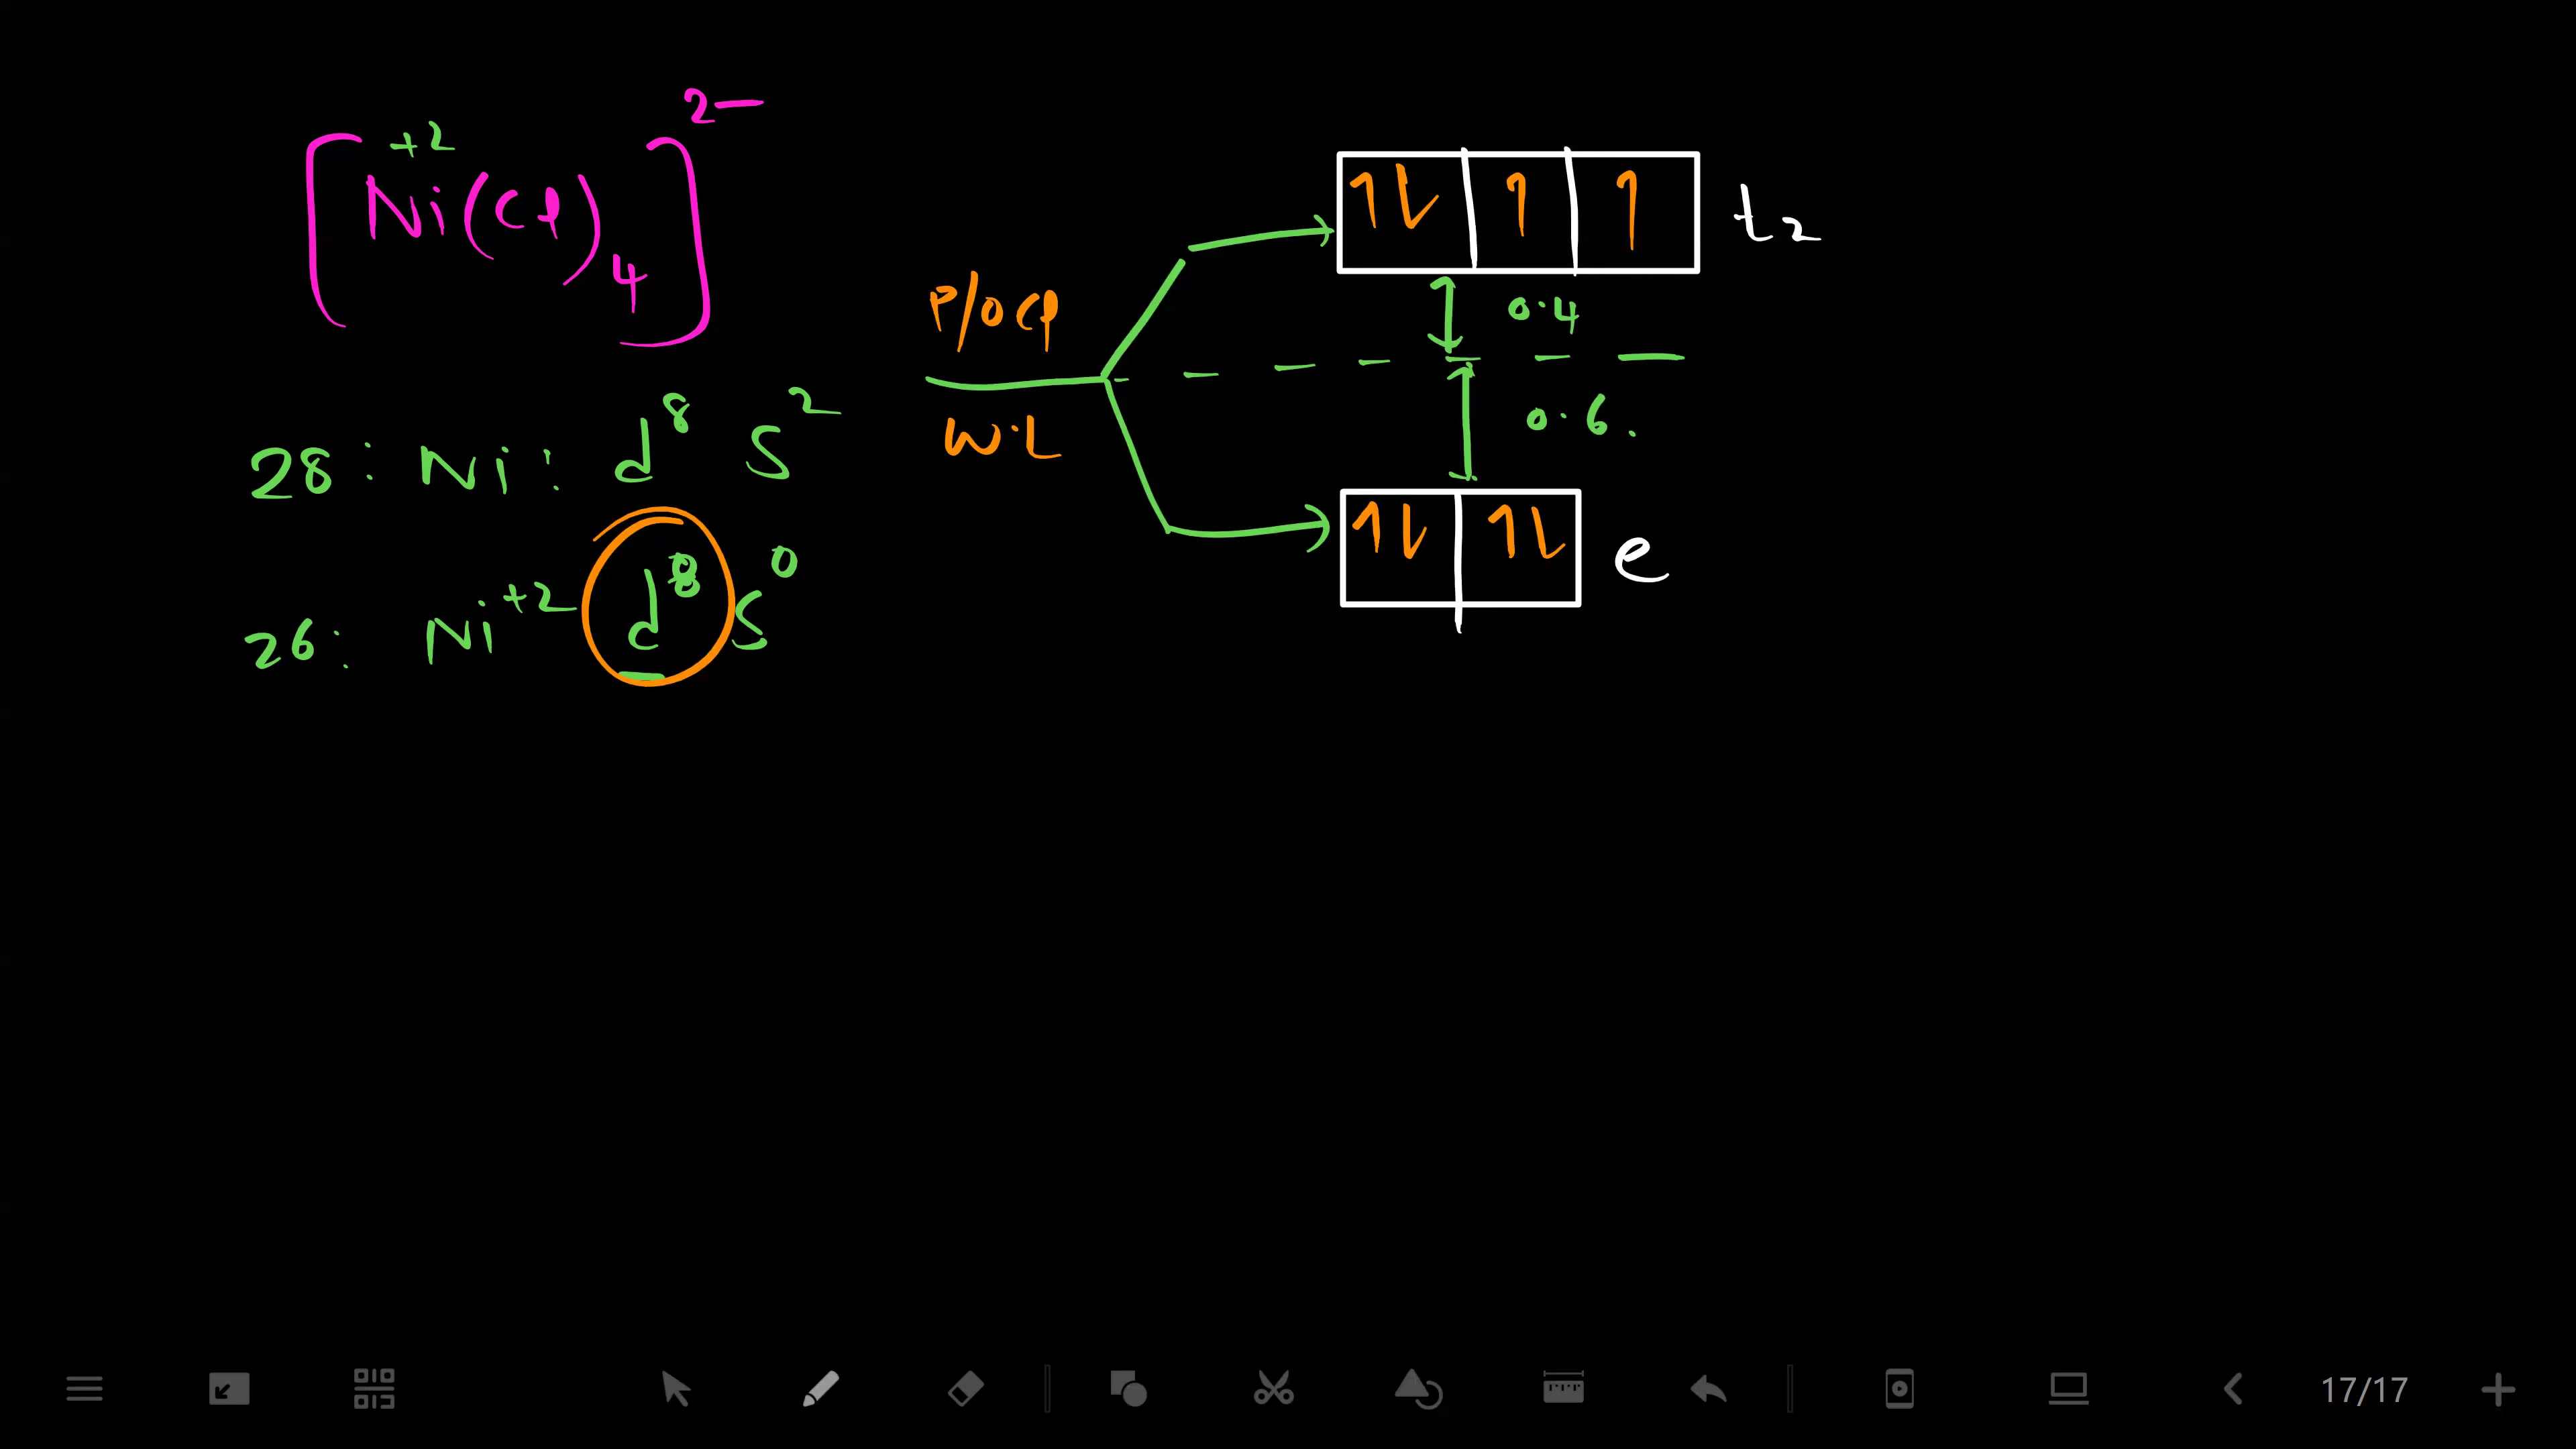 [Ni(Cl)4]2-
+2
28: Ni: d8 s2
26: Ni+2 d8 s0
P/O Cl
W.L
↑↓ ↑ ↑ t2
0.4
0.6.
↑↓ ↑↓ e
17/17